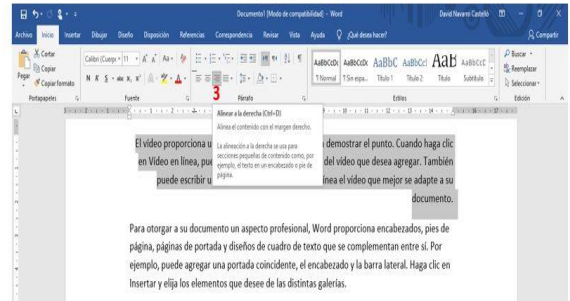 Documento1 [Modo de compatibilidad] - Word
David Navarro Castelló
Archivo Inicio Insertar Dibujar Diseño Disposición Referencias Correspondencia Revisar Vista Ayuda ¿Qué desea hacer?
Compartir
Pegar
Cortar
Copiar
Copiar formato
Portapapeles
Calibri (Cuerpo) 11
N K S
Fuente
Párrafo
AaBbCcDc AaBbCcDc AaBbC AaBbCcI AaB AaBbCcC
1 Normal 1 Sin espa... Título 1 Título 2 Título Subtítulo
Estilos
Buscar
Reemplazar
Seleccionar
Edición
3
Alinear a la derecha (Ctrl+D)
Alinea el contenido con el margen derecho.
La alineación a la derecha se usa para
secciones pequeñas de contenido como, por
ejemplo, el texto en un encabezado o pie de
página.
El vídeo proporciona u demostrar el punto. Cuando haga clic
en Vídeo en línea, pue del vídeo que desea agregar. También
puede escribir u nea el vídeo que mejor se adapte a su
documento.
Para otorgar a su documento un aspecto profesional, Word proporciona encabezados, pies de
página, páginas de portada y diseños de cuadro de texto que se complementan entre sí. Por
ejemplo, puede agregar una portada coincidente, el encabezado y la barra lateral. Haga clic en
Insertar y elija los elementos que desee de las distintas galerías.